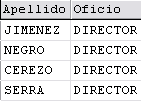 Apellido Oficio
JIMENEZ DIRECTOR
NEGRO DIRECTOR
CEREZO DIRECTOR
SERRA DIRECTOR